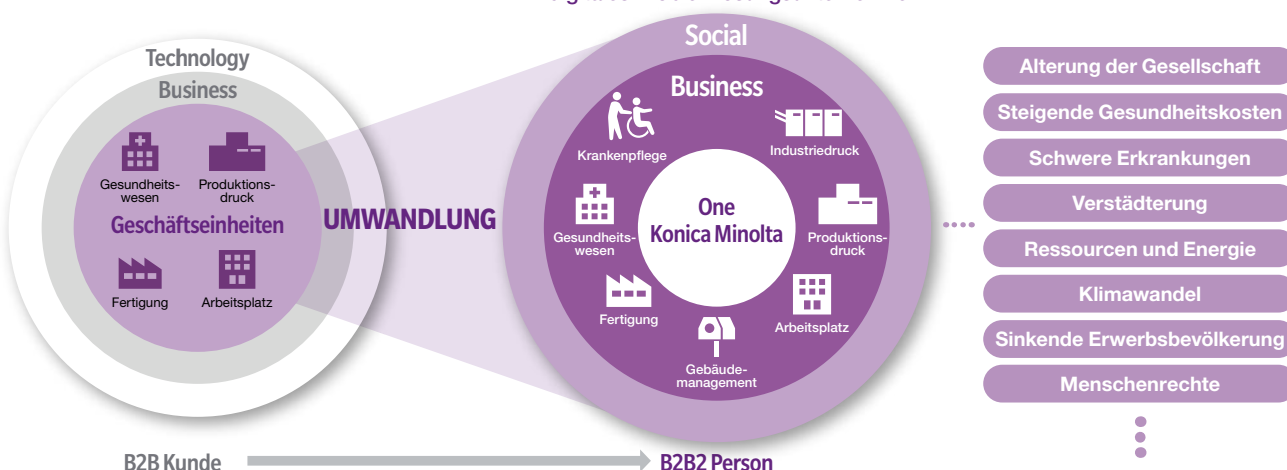 Social
Technology
Business
Gesundheits-
wesen
Produktions-
druck
Geschäftseinheiten
Fertigung
Arbeitsplatz
UMWANDLUNG
Business
Krankenpflege
Industriedruck
Gesundheits-
wesen
One
Konica Minolta
Produktions-
druck
Fertigung
Arbeitsplatz
Gebäude-
management
Alterung der Gesellschaft
Steigende Gesundheitskosten
Schwere Erkrankungen
Verstädterung
Ressourcen und Energie
Klimawandel
Sinkende Erwerbsbevölkerung
Menschenrechte
B2B Kunde
B2B2 Person